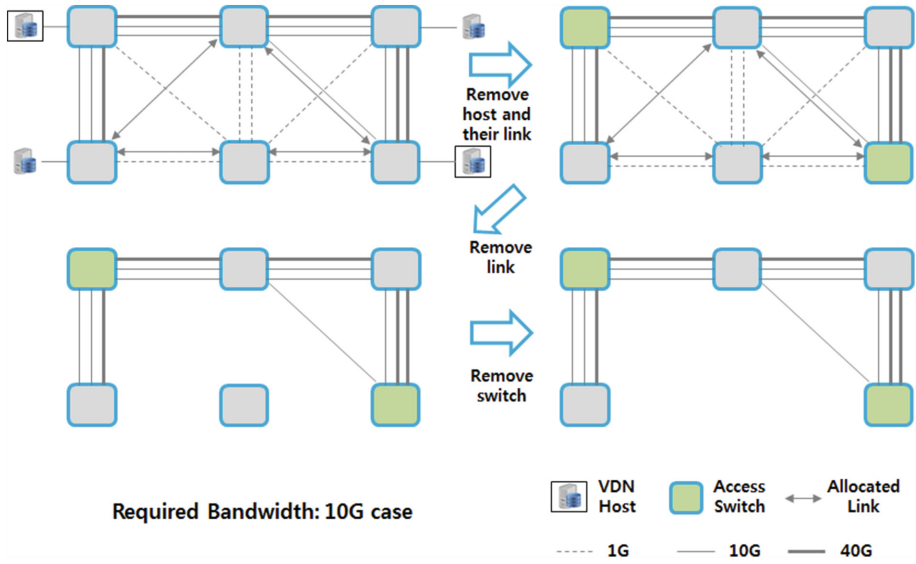 Remove
host and
their link
Remove
link
Remove
switch
Required Bandwidth: 10G case
VDN
Host
Access
Switch
Allocated
Link
1G
10G
40G